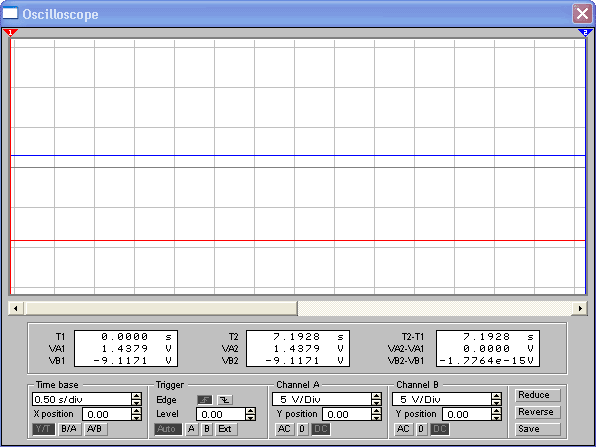 Oscilloscope
1 2
T1 0.0000 s T2 7.1928 s T2-T1 7.1928 s
VA1 1.4379 V VA2 1.4379 V VA2-VA1 0.0000 V
VB1 -9.1171 V VB2 -9.1171 V VB2-VB1 -1.7764e-15V
Time base Trigger Channel A Channel B
Reduce
0.50 s/div Edge 5 V/Div 5 V/Div
X position 0.00 Level 0.00 Y position 0.00 Y position 0.00 Reverse
Y/T B/A A/B Auto A B Ext AC 0 DC AC 0 DC Save